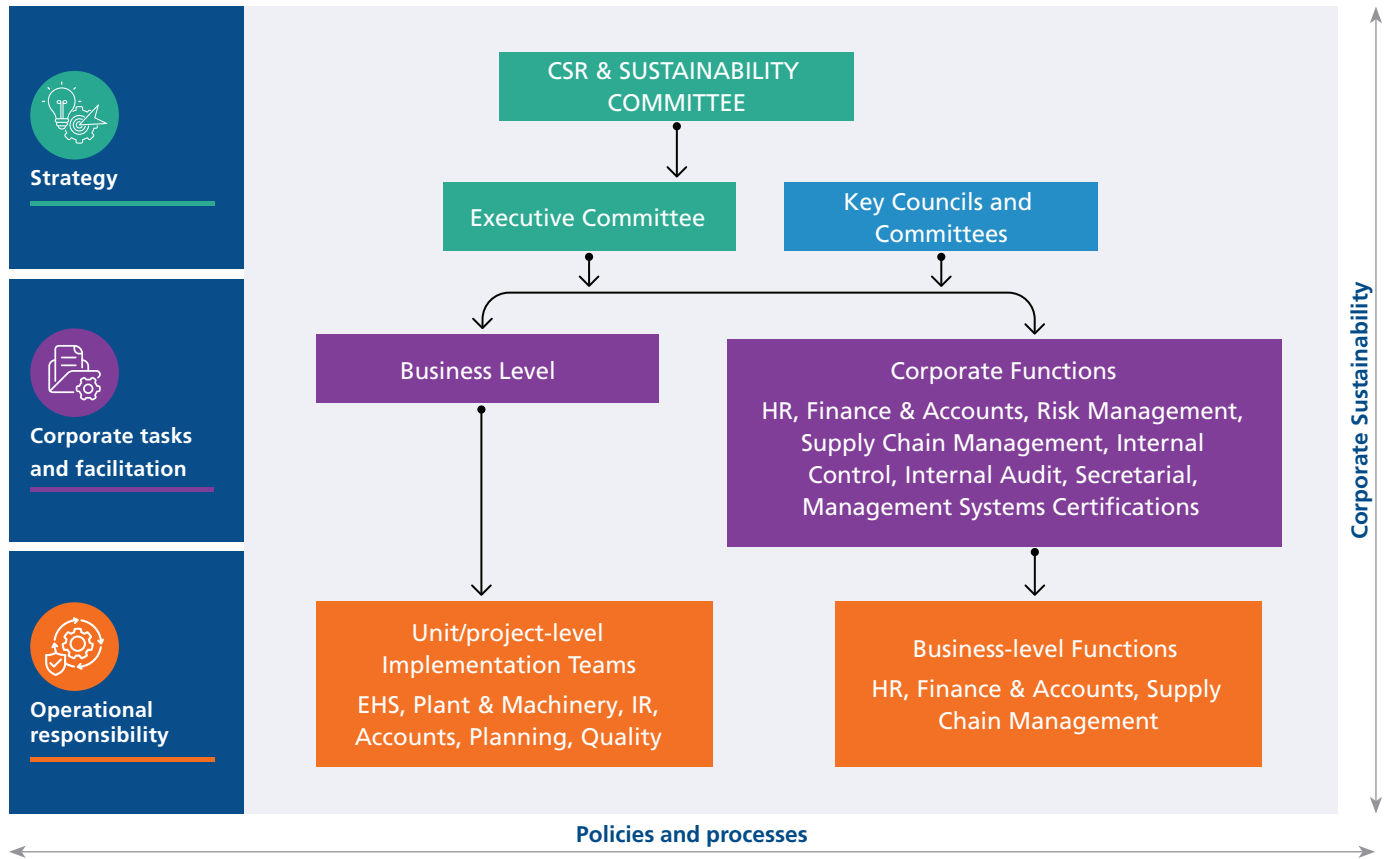 CSR & SUSTAINABILITY
COMMITTEE
Strategy
Executive Committee
Key Councils and
Committees
Corporate tasks
and facilitation
Business Level
Corporate Functions
HR, Finance & Accounts, Risk Management,
Supply Chain Management, Internal
Control, Internal Audit, Secretarial,
Management Systems Certifications
Operational
responsibility
Unit/project-level
Implementation Teams
EHS, Plant & Machinery, IR,
Accounts, Planning, Quality
Business-level Functions
HR, Finance & Accounts, Supply
Chain Management
Corporate Sustainability
Policies and processes